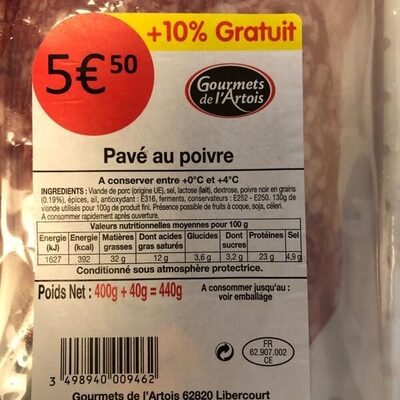 +10% Gratuit
5€50
Gourmets
de l'Artois
Pavé au poivre
A conserver entre +0°C et +4°C
INGREDIENTS : Viande de porc (origine UE), sel, lactose (lait), dextrose, poivre noir en grains
(0.19%), épices, ail, antioxydant : E316, ferments, conservateurs : E252 - E250. 130g de
viande utilisés pour 100g de produit fini. Présence possible de fruits à coque, soja, céleri.
A consommer rapidement après ouverture.
Valeurs nutritionnelles moyennes pour 100 g
Energie (kJ) Energie (kcal) Matières grasses Dont acides gras saturés Glucides Dont sucres Protéines Sel
1627 392 32 g 12 g 3,6 g 3,2 g 23 g 4,9 g
Conditionné sous atmosphère protectrice.
Poids Net : 400g + 40g = 440g
A consommer jusqu'au :
voir emballage
FR
62.907.002
CE
3 498940 009462
Gourmets de l'Artois 62820 Libercourt